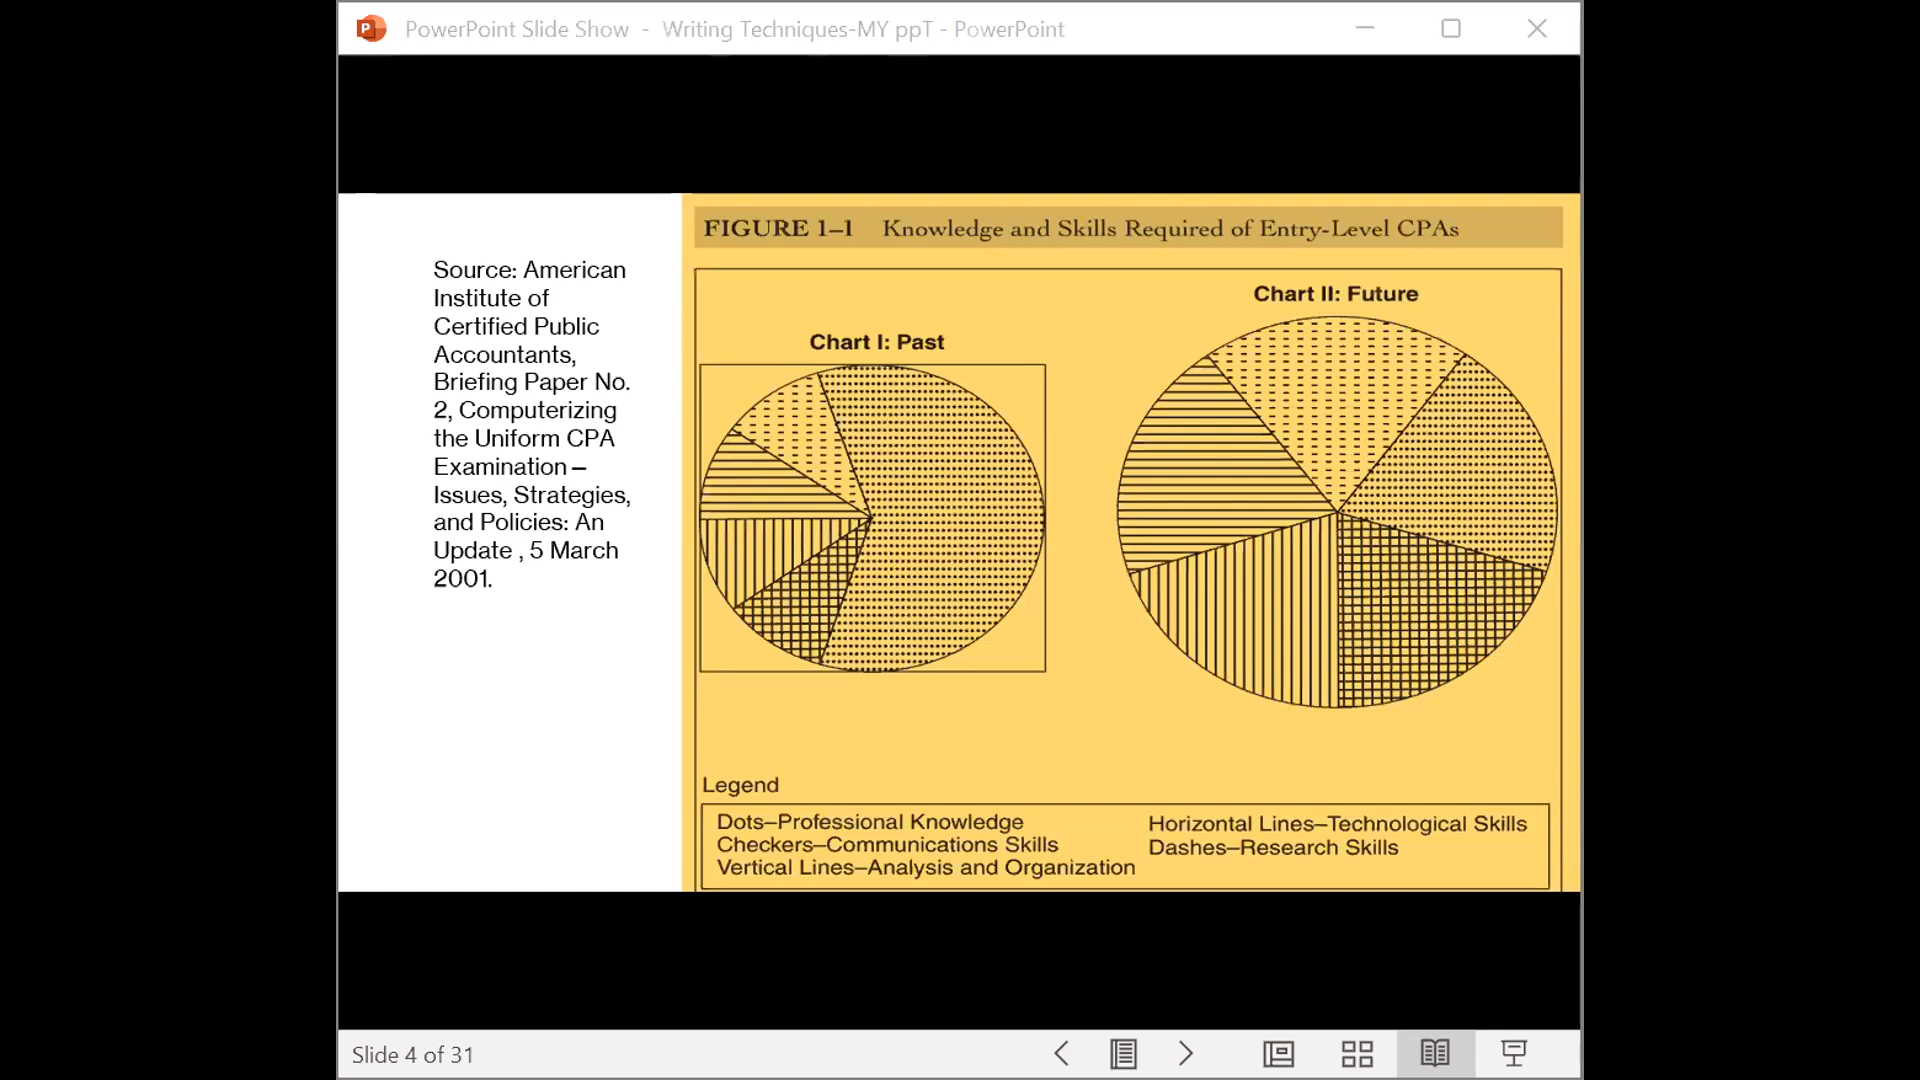 PowerPoint Slide Show - Writing Techniques-MY ppT - PowerPoint
Source: American
Institute of
Certified Public
Accountants,
Briefing Paper No.
2, Computerizing
the Uniform CPA
Examination –
Issues, Strategies,
and Policies: An
Update , 5 March
2001.
FIGURE 1–1 Knowledge and Skills Required of Entry-Level CPAs
Chart I: Past
Chart II: Future
Legend
Dots–Professional Knowledge
Checkers–Communications Skills
Vertical Lines–Analysis and Organization
Horizontal Lines–Technological Skills
Dashes–Research Skills
Slide 4 of 31